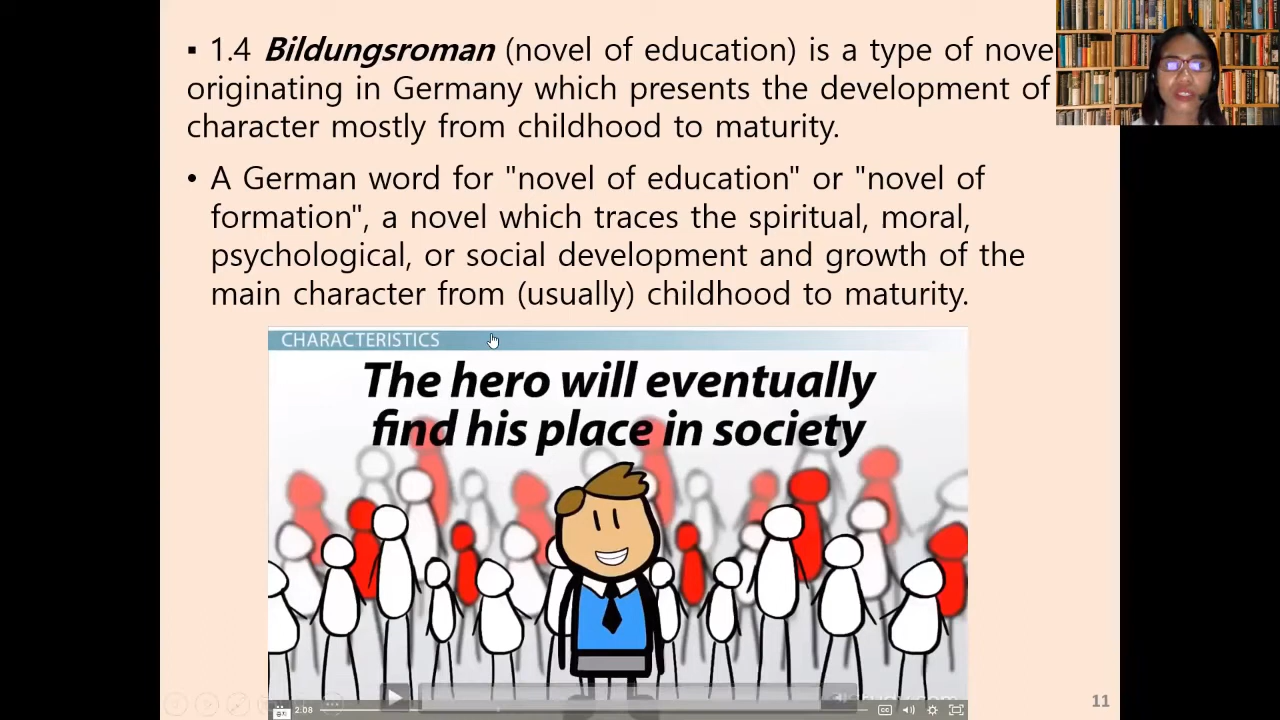 ▪ 1.4 Bildungsroman (novel of education) is a type of nove
originating in Germany which presents the development of
character mostly from childhood to maturity.
• A German word for "novel of education" or "novel of
formation", a novel which traces the spiritual, moral,
psychological, or social development and growth of the
main character from (usually) childhood to maturity.
CHARACTERISTICS
The hero will eventually
find his place in society
2:08
CC
11